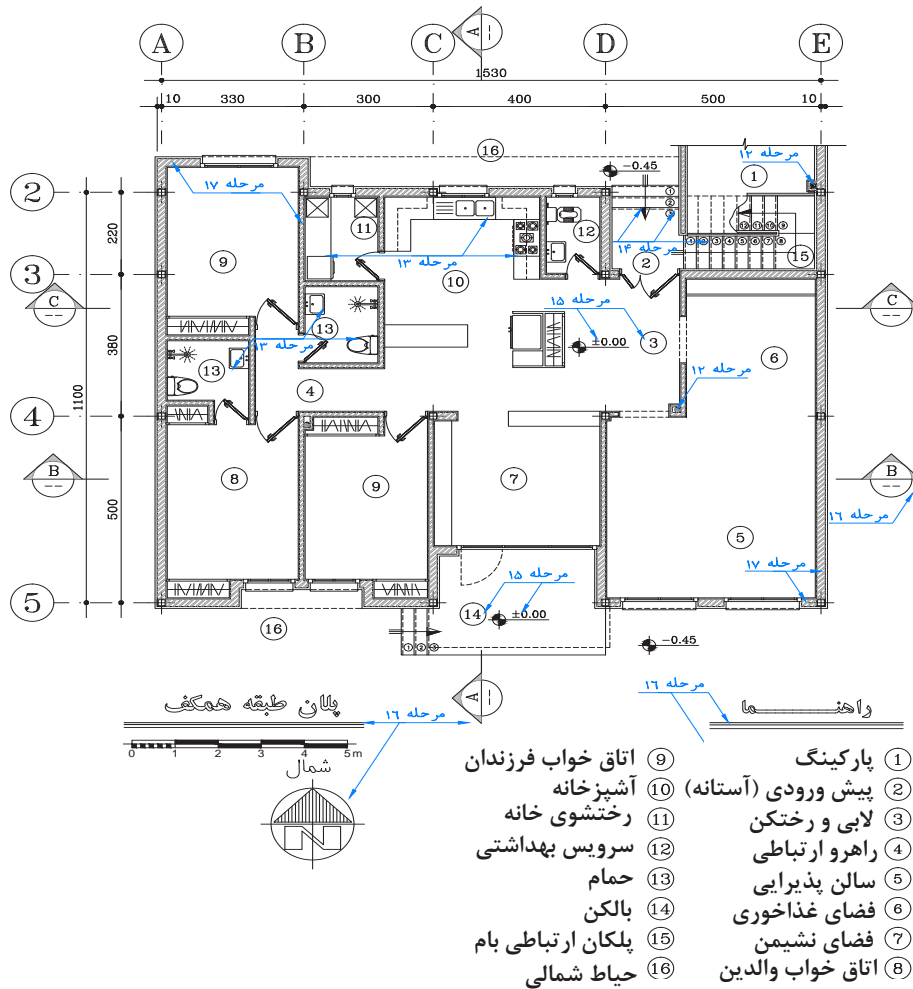 A
B
C
D
E
A
1530
10 330 300 400 500 10
16
-0.45
مرحله ۱۲
1
2
مرحله ۱۷
11
12
220
9
مرحله ۱۳
10
مرحله ۱۴
2
15
3
C
C
مرحله ۱۵
±0.00
3
6
380
13
مرحله ۱۳
13
1100
4
مرحله ۱۲
4
B
B
8
9
7
500
مرحله ۱۶
5
مرحله ۱۷
مرحله ۱۵
±0.00
14
5
16
-0.45
A
مرحله ۱۶
پلان طبقه همکف
مرحله ۱۶
راهنما
0 1 2 3 4 5m
شمال
N
1 پارکینگ
2 پیش ورودی (آستانه)
3 لابی و رختکن
4 راهرو ارتباطی
5 سالن پذیرایی
6 فضای غذاخوری
7 فضای نشیمن
8 اتاق خواب والدین
9 اتاق خواب فرزندان
10 آشپزخانه
11 رختشوی خانه
12 سرویس بهداشتی
13 حمام
14 بالکن
15 پلکان ارتباطی بام
16 حیاط شمالی